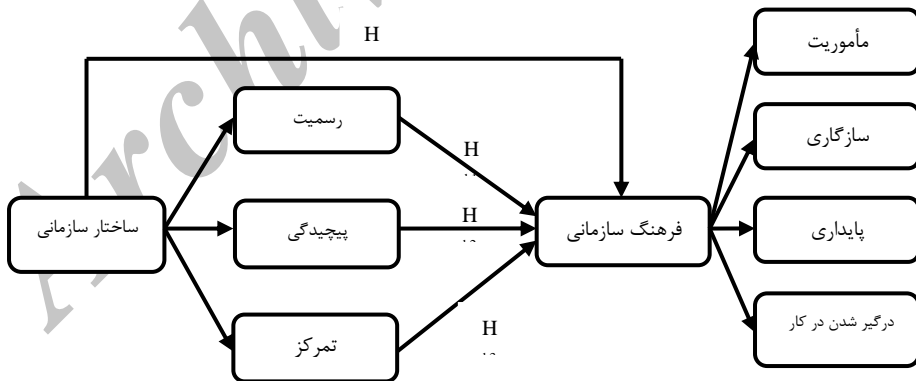 H
مأموریت
رسمیت
سازگاری
H
ساختار سازمانی
پیچیدگی
H
فرهنگ سازمانی
پایداری
درگیر شدن در کار
تمرکز
H